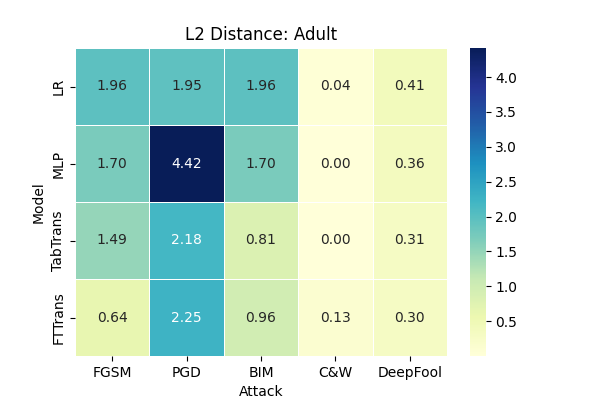 L2 Distance: Adult
LR 1.96 1.95 1.96 0.04 0.41
MLP 1.70 4.42 1.70 0.00 0.36
TabTrans 1.49 2.18 0.81 0.00 0.31
FTTrans 0.64 2.25 0.96 0.13 0.30
Model
FGSM PGD BIM C&W DeepFool
Attack
4.0
3.5
3.0
2.5
2.0
1.5
1.0
0.5